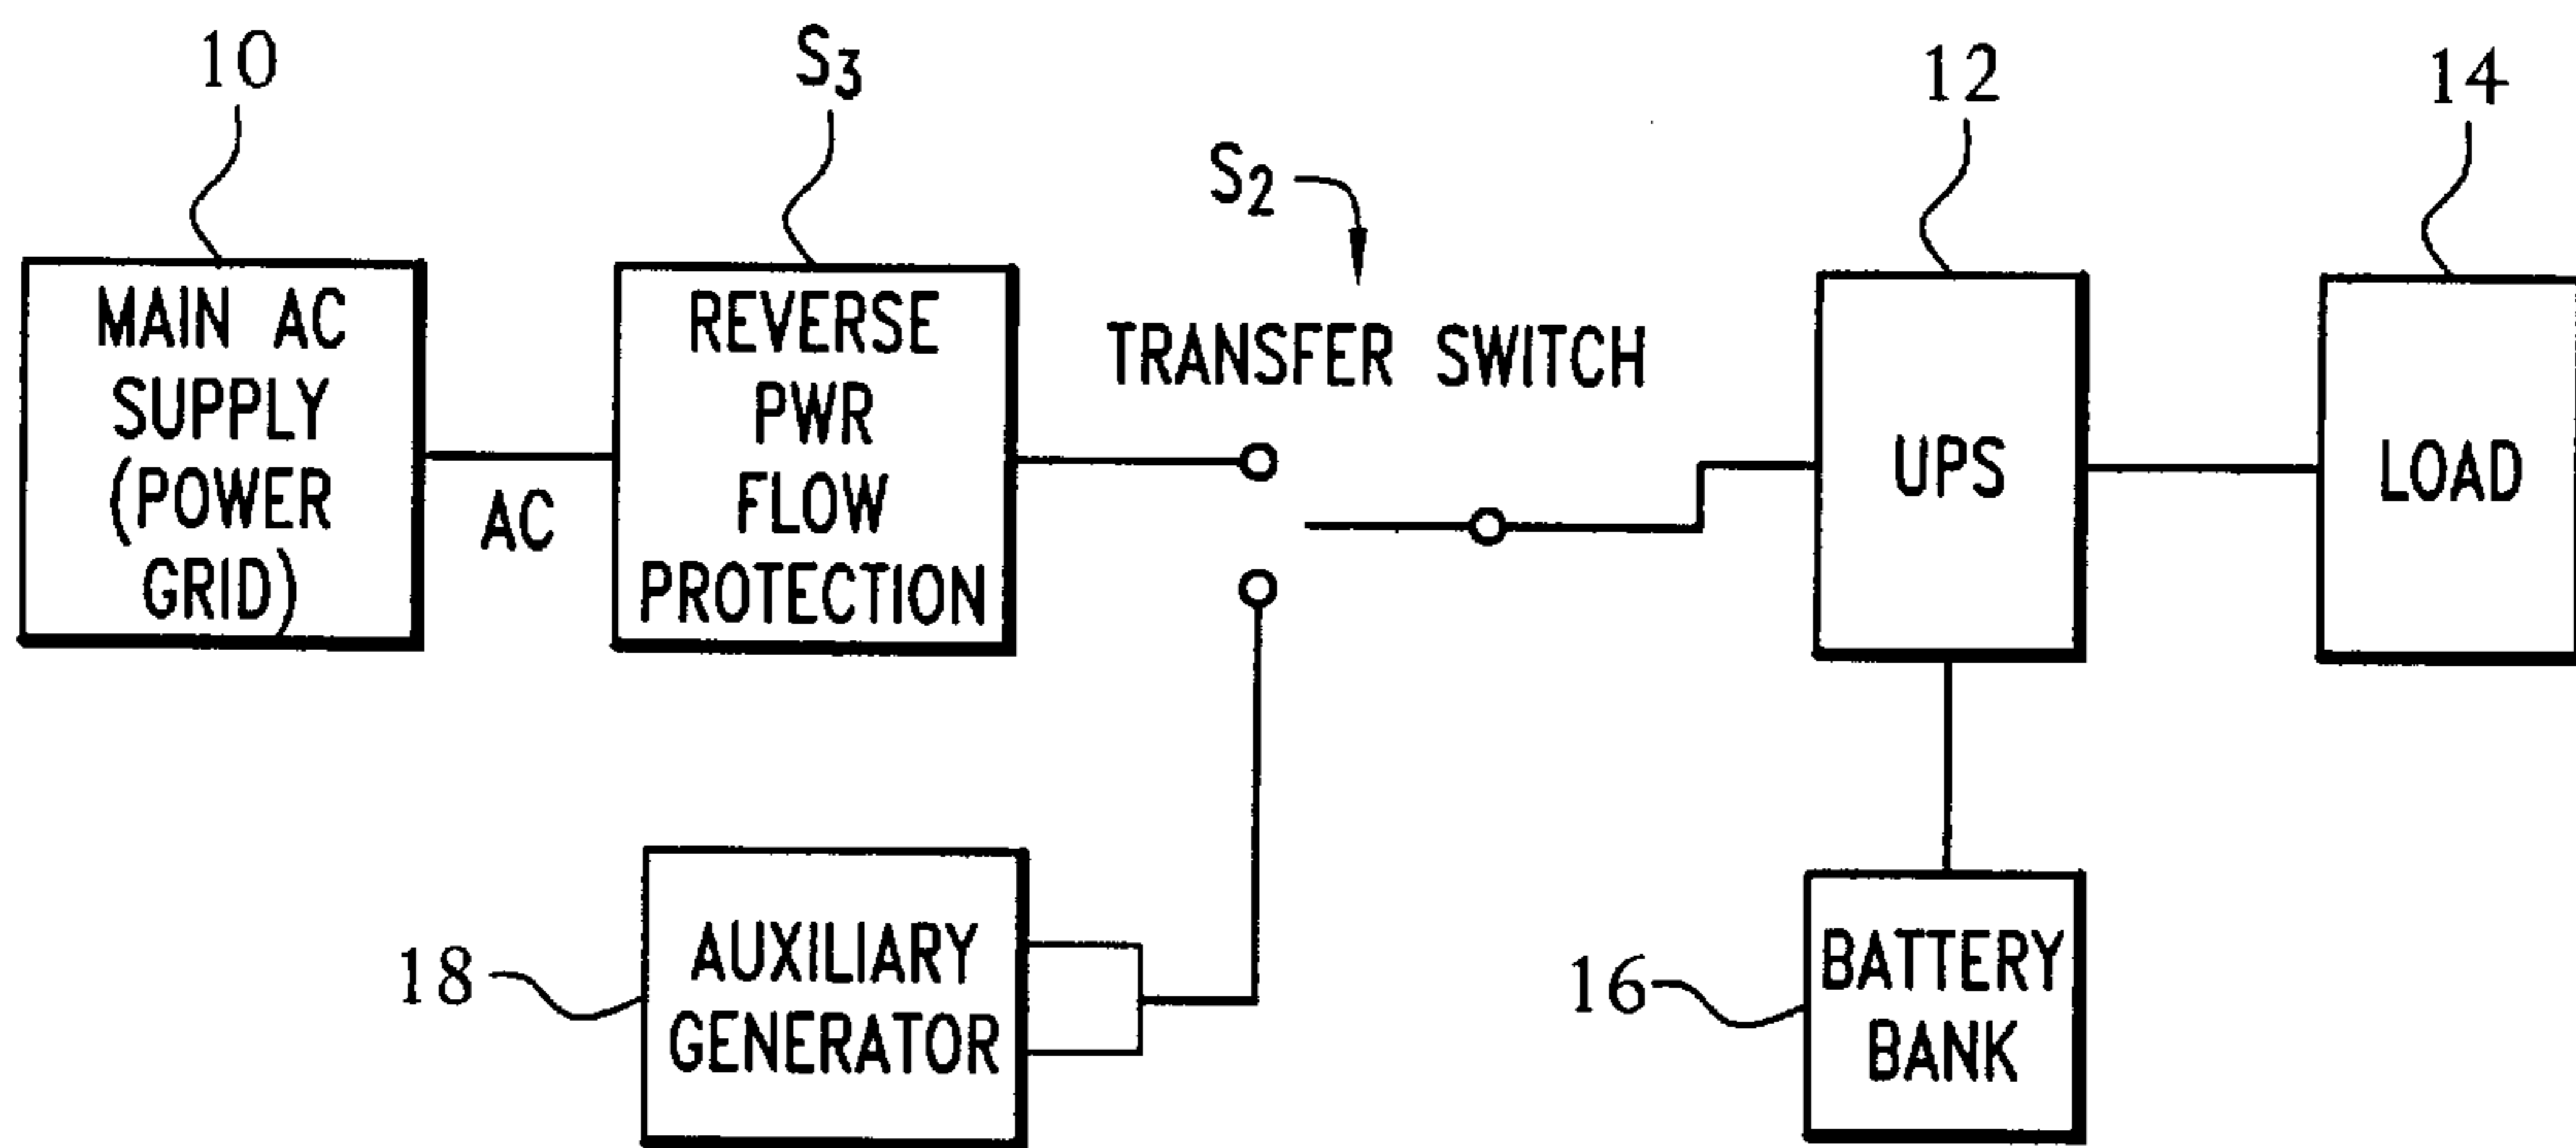 10
S3
S2
12
14
MAIN AC
SUPPLY
(POWER
GRID)
AC
REVERSE
PWR
FLOW
PROTECTION
TRANSFER SWITCH
UPS
LOAD
18
AUXILIARY
GENERATOR
16
BATTERY
BANK